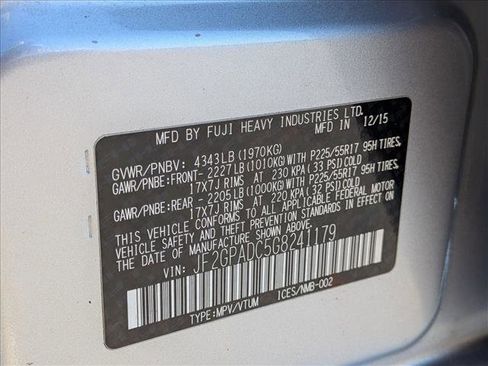 MFD BY FUJI HEAVY INDUSTRIES LTD. 12/15
GVWR/PNBV: 4343LB(1970KG)
GAWR/PNBE:FRONT- 2227LB(1010KG)WITH P225/55R17 95H TIRES,
17X7J RIMS AT 230 KPA(33 PSI)COLD
GAWR/PNBE:REAR - 2205LB(1000KG)WITH P225/55R17 95H TIRES,
17X7J RIMS AT 220 KPA(32 PSI)COLD
THIS VEHICLE CONFORMS TO ALL APPLICABLE FEDERAL MOTOR
VEHICLE SAFETY AND THEFT PREVENTION STANDARDS IN
EFFECT ON THE DATE OF MANUFACTURE SHOWN ABOVE.
VIN: JF2GPADC5G8241179
TYPE:MPV/VTUM ICES/NMB-002